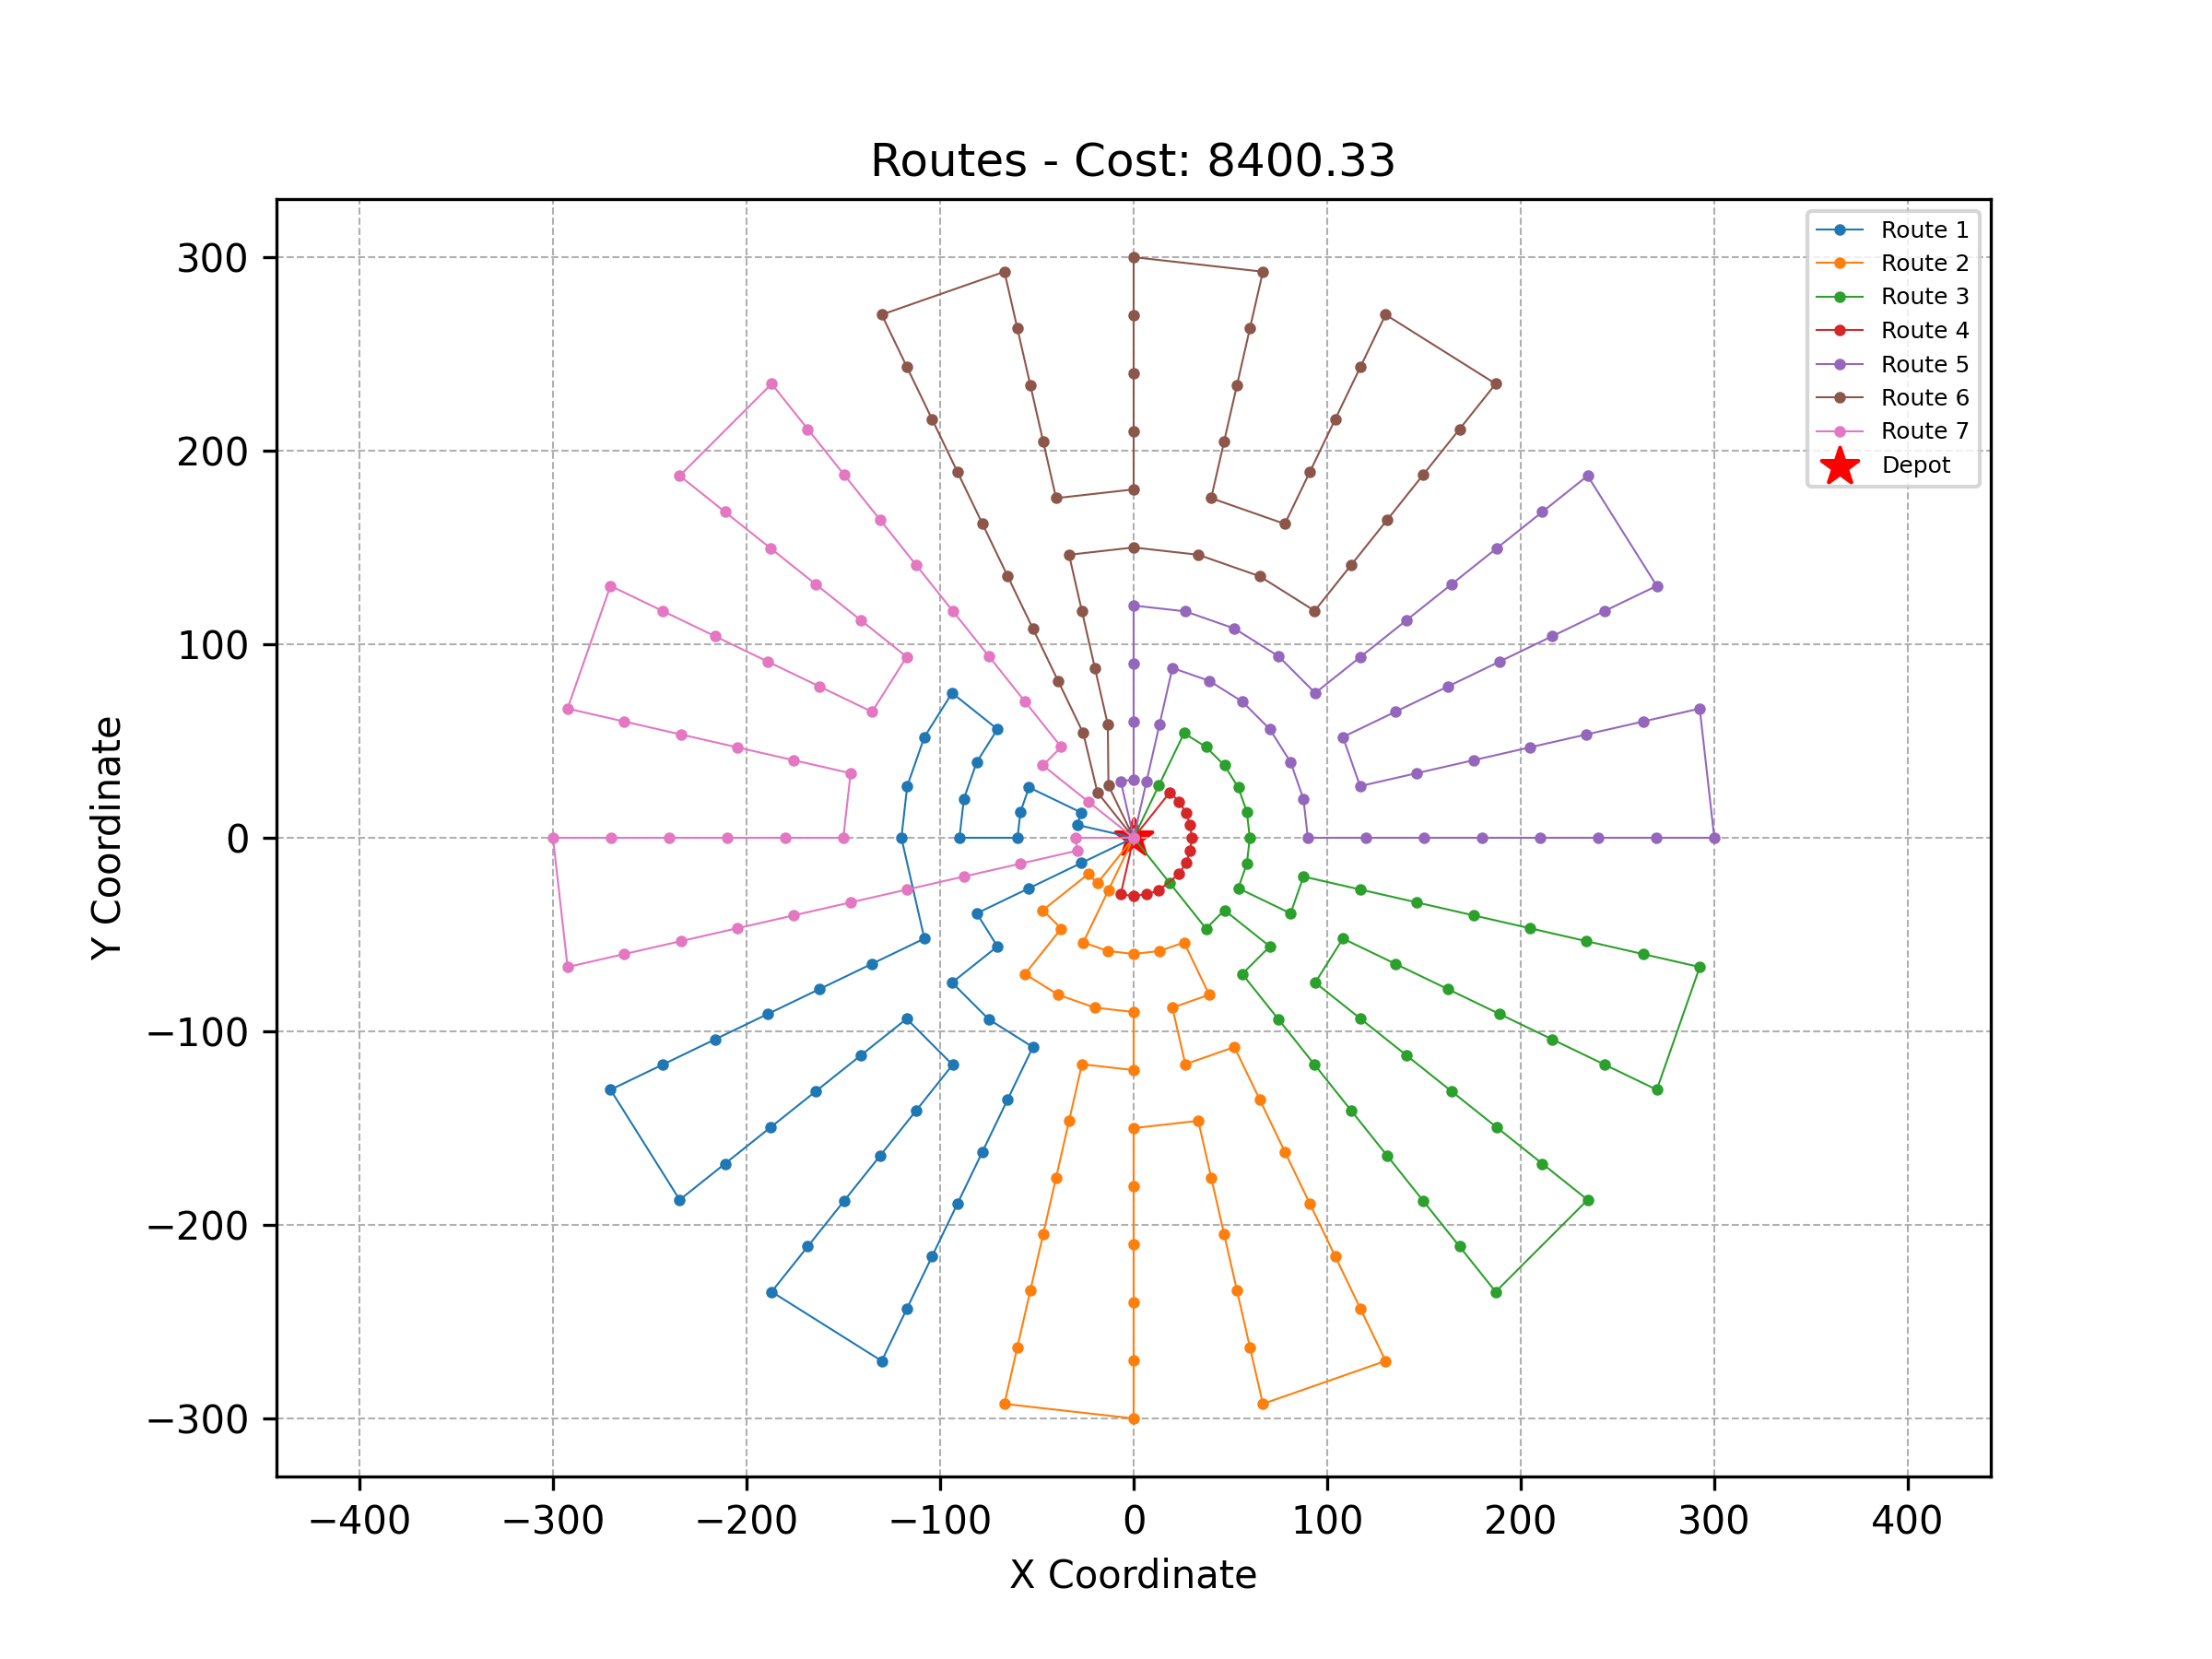 Routes - Cost: 8400.33
Route 1
Route 2
Route 3
Route 4
Route 5
Route 6
Route 7
Depot
300
200
100
0
−100
−200
−300
Y Coordinate
−400
−300
−200
−100
0
100
200
300
400
X Coordinate